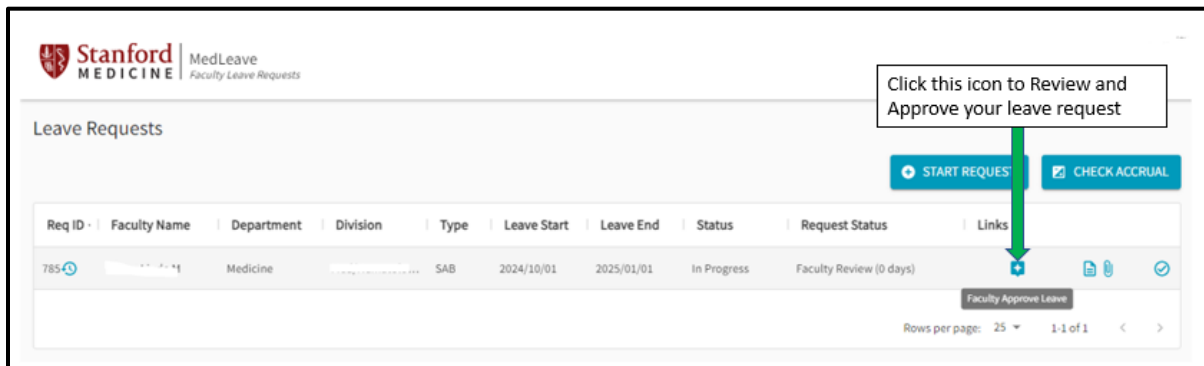 Stanford
MEDICINE
MedLeave
Faculty Leave Requests
Click this icon to Review and
Approve your leave request
Leave Requests
START REQUEST
CHECK ACCRUAL
Req ID Faculty Name Department Division Type Leave Start Leave End Status Request Status Links
785 Medicine SAB 2024/10/01 2025/01/01 In Progress Faculty Review (0 days)
Faculty Approve Leave
Rows per page: 25 1-1 of 1